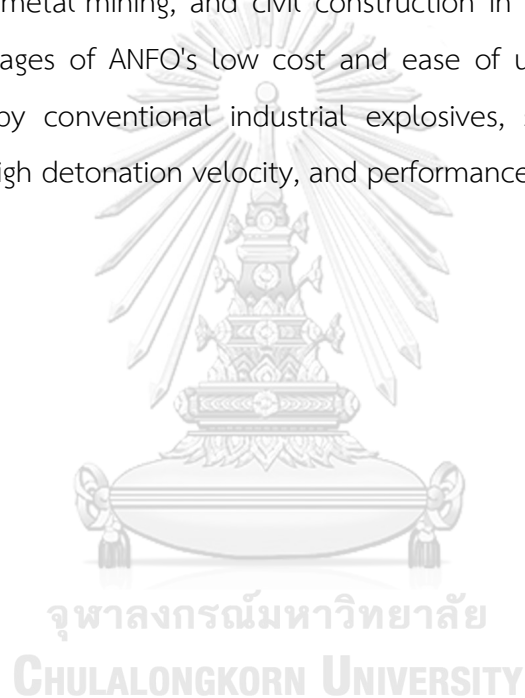 metal mining, and civil construction in
ages of ANFO's low cost and ease of u
by conventional industrial explosives,
igh detonation velocity, and performance
จุฬาลงกรณ์มหาวิทยาลัย
CHULALONGKORN UNIVERSITY